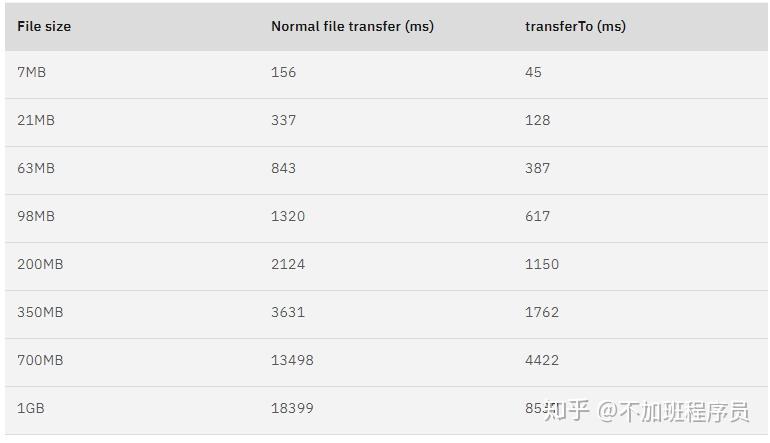 File size Normal file transfer (ms) transferTo (ms)
7MB 156 45
21MB 337 128
63MB 843 387
98MB 1320 617
200MB 2124 1150
350MB 3631 1762
700MB 13498 4422
1GB 18399
知乎 @不加班程序员